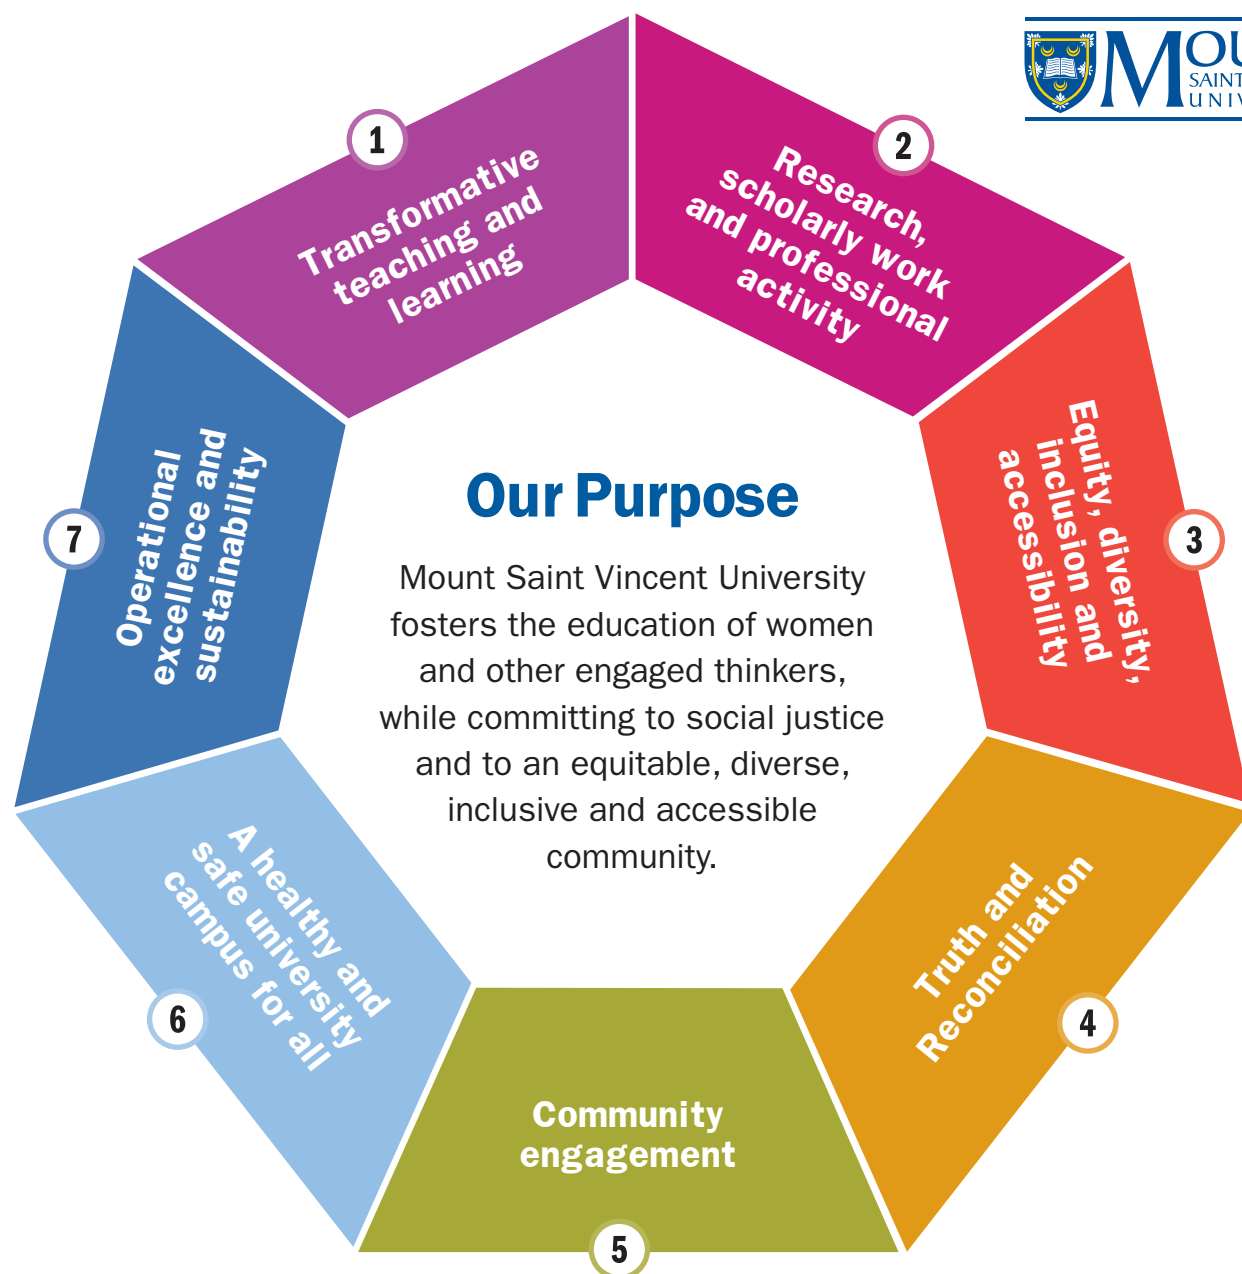 MOU
SAINT
UNIV
1
Transformative
teaching and
learning
2
Research,
scholarly work
and professional
activity
3
Equity, diversity,
inclusion and
accessibility
4
Truth and
Reconciliation
5
Community
engagement
6
A healthy and
safe university
campus for all
7
Operational
excellence and
sustainability
Our Purpose
Mount Saint Vincent University
fosters the education of women
and other engaged thinkers,
while committing to social justice
and to an equitable, diverse,
inclusive and accessible
community.